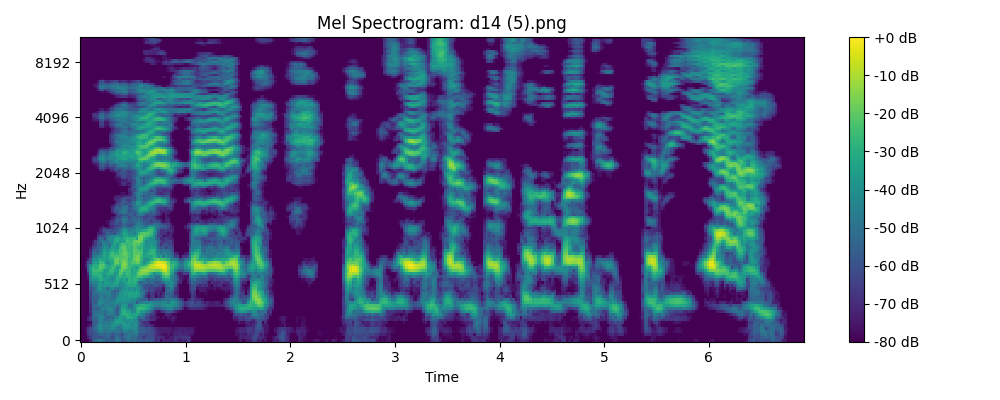 Mel Spectrogram: d14 (5).png
8192
4096
2048
1024
512
0
Hz
0 1 2 3 4 5 6
Time
+0 dB
-10 dB
-20 dB
-30 dB
-40 dB
-50 dB
-60 dB
-70 dB
-80 dB